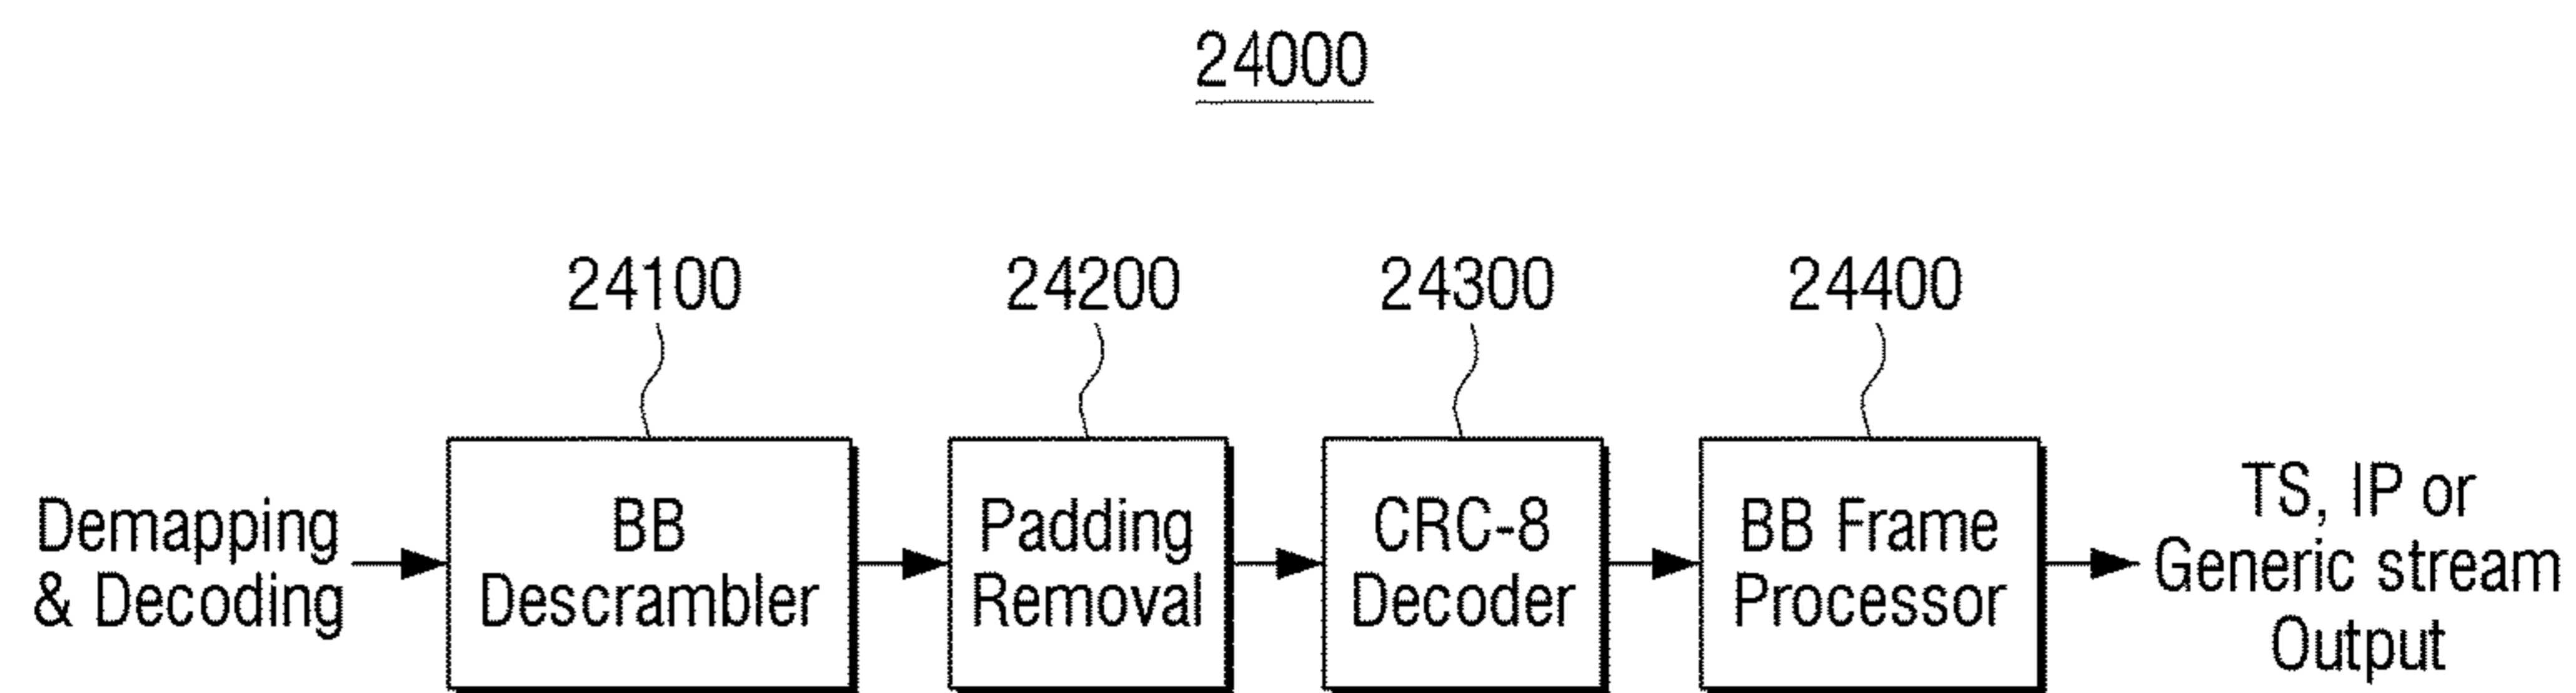 24000
24100
24200
24300
24400
Demapping
& Decoding
BB
Descrambler
Padding
Removal
CRC-8
Decoder
BB Frame
Processor
TS, IP or
Generic stream
Output